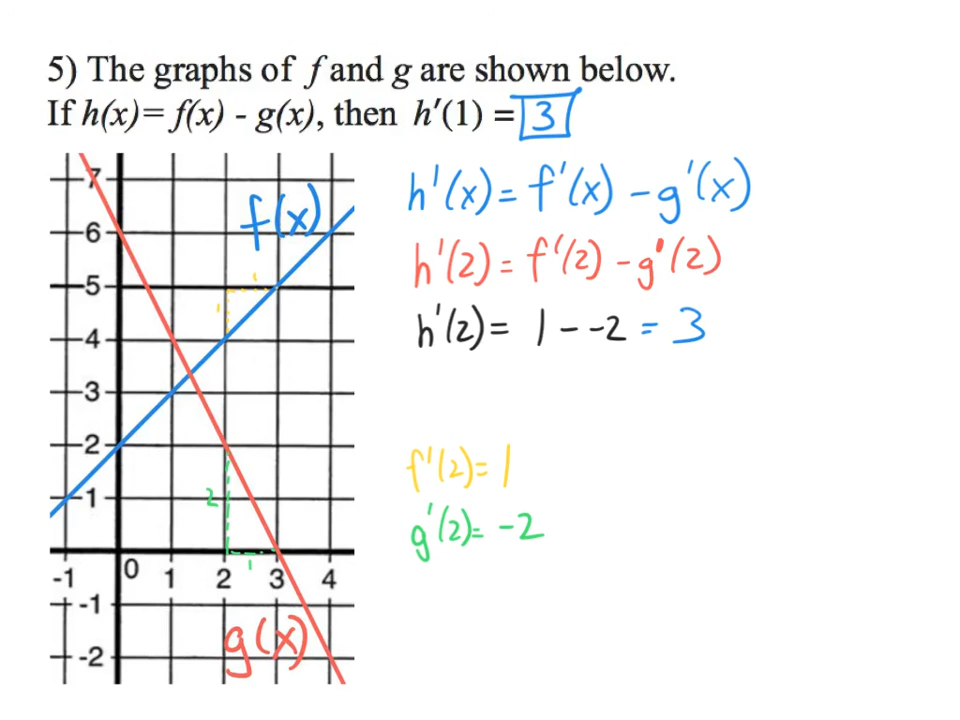 5) The graphs of f and g are shown below.
If h(x)= f(x) - g(x), then h′(1) = 3
h'(x) = f'(x) - g'(x)
h'(2) = f'(2) - g'(2)
h'(2) = 1 - -2 = 3
f'(2) = 1
g'(2) = -2
f(x)
7
6
5
4
3
2
1
1
1
2
1
-1 0 1 2 3 4
-1
-2
g(x)